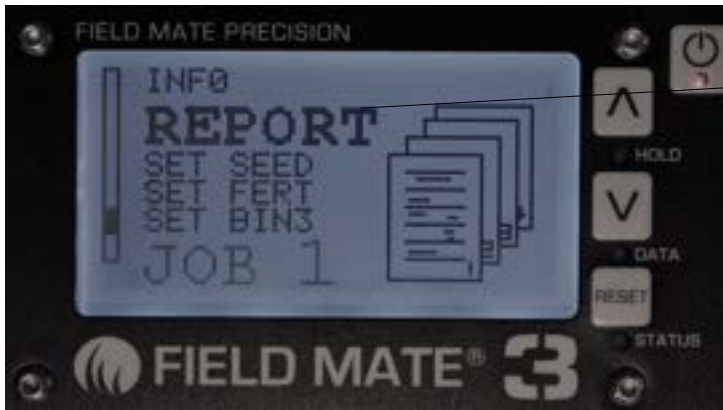 FIELD MATE PRECISION
INFO
REPORT
SET SEED
SET FERT
SET BIN3
JOB 1
HOLD
DATA
RESET
STATUS
FIELD MATE® 3